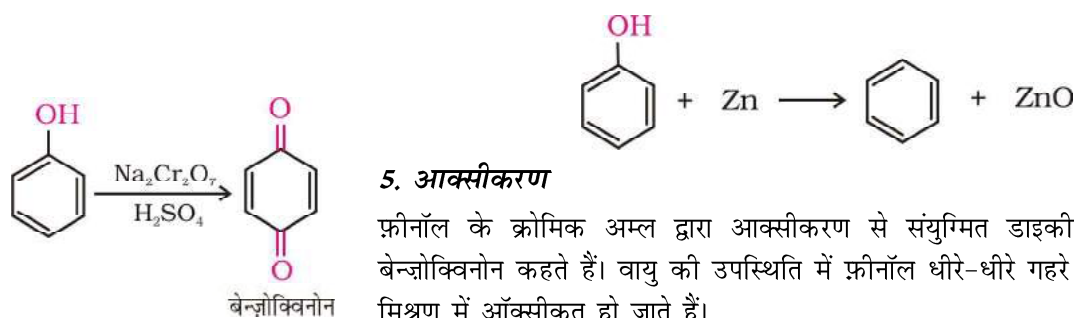 OH
+ Zn ⟶ + ZnO
OH
Na₂Cr₂O₇
H₂SO₄
O
O
बेन्ज़ोक्विनोन
5. आक्सीकरण
फ़ीनॉल के क्रोमिक अम्ल द्वारा आक्सीकरण से संयुग्मित डाइकी
बेन्ज़ोक्विनोन कहते हैं। वायु की उपस्थिति में फ़ीनॉल धीरे-धीरे गहरे
मिश्रण में ऑक्सीकृत हो जाते हैं।